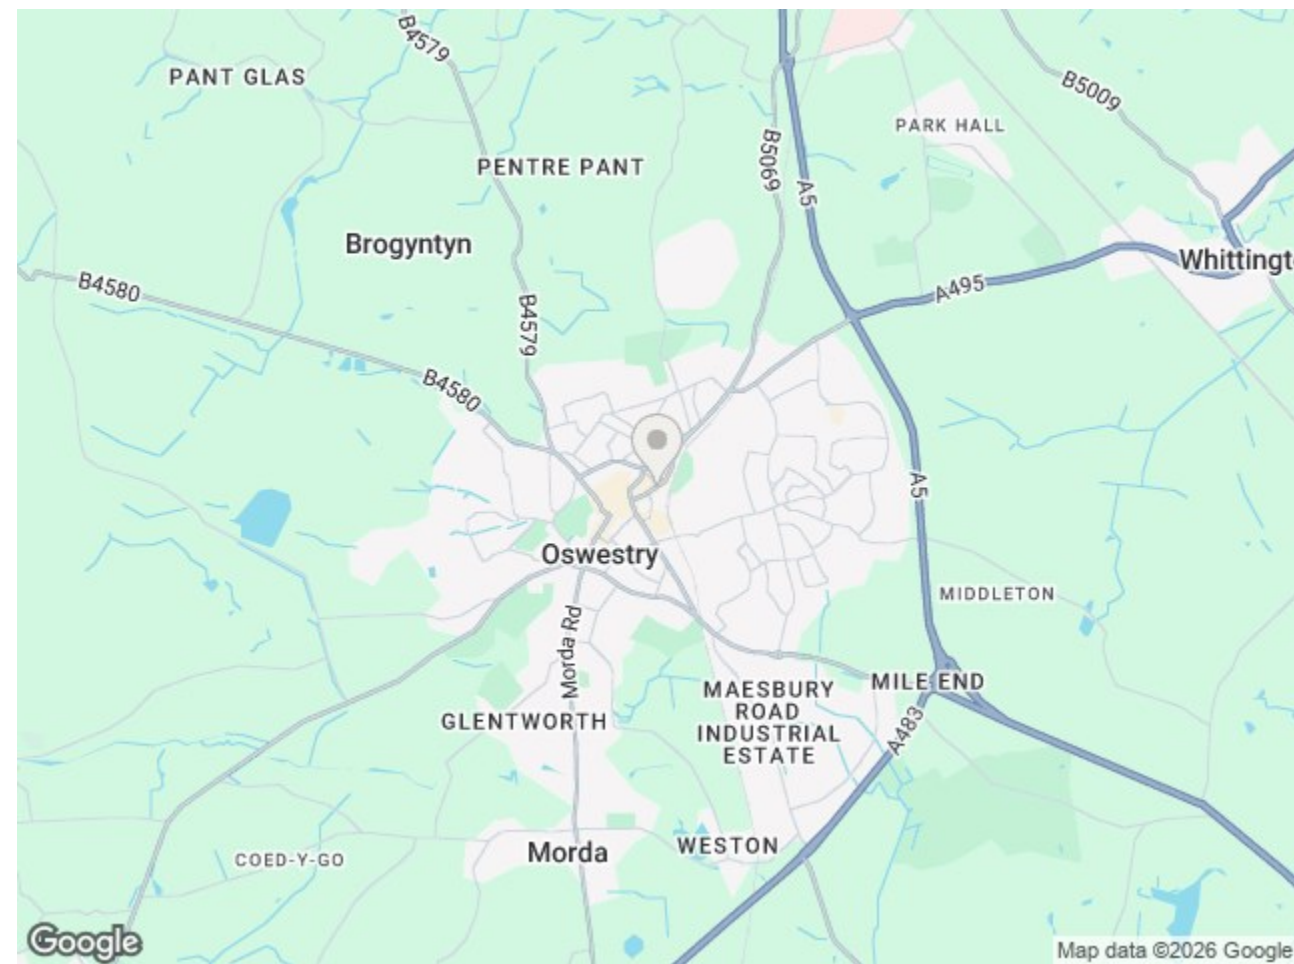 B4579
PANT GLAS
B5009
PARK HALL
B5069
PENTRE PANT
A5
Brogyntyn
Whittingt
B4580
A495
B4579
B4580
A5
Oswestry
MIDDLETON
Morda Rd
MILE END
MAESBURY
ROAD
INDUSTRIAL
ESTATE
GLENTWORTH
A483
WESTON
Morda
COED-Y-GO
Google
Map data ©2026 Google